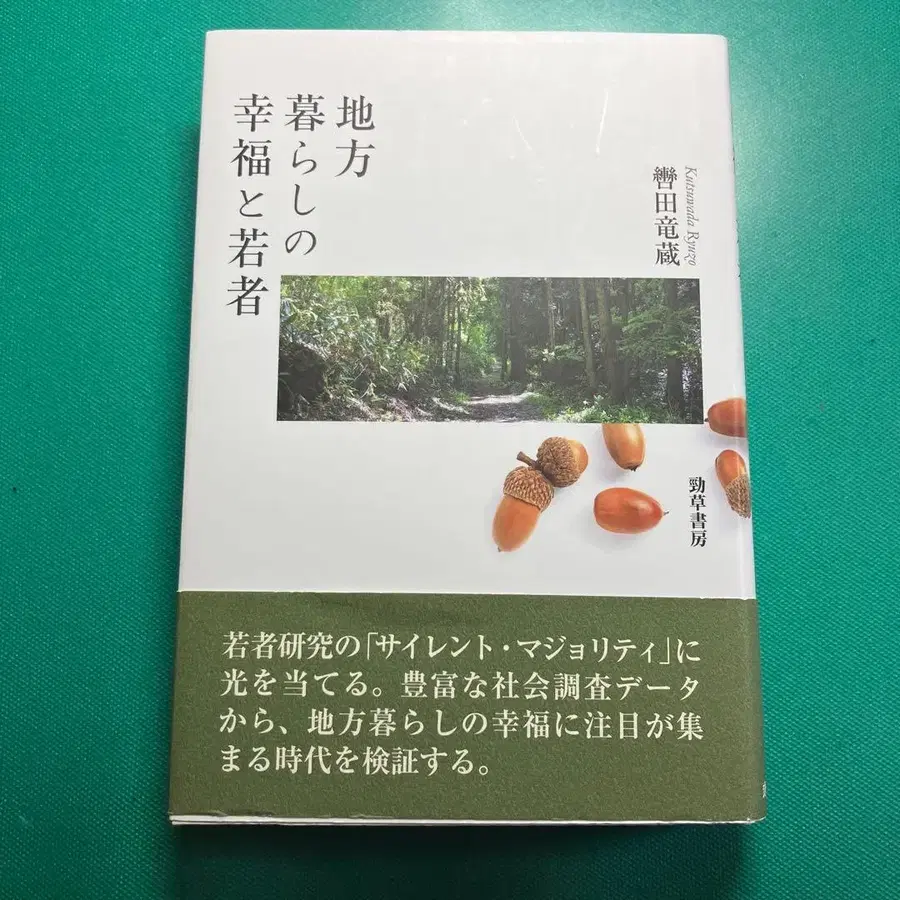 地方
暮らしの
幸福と若者
轡田竜蔵
Kutsuwada Ryuzo
勁草書房
若者研究の「サイレント・マジョリティ」に
光を当てる。豊富な社会調査データ
から、地方暮らしの幸福に注目が集
まる時代を検証する。